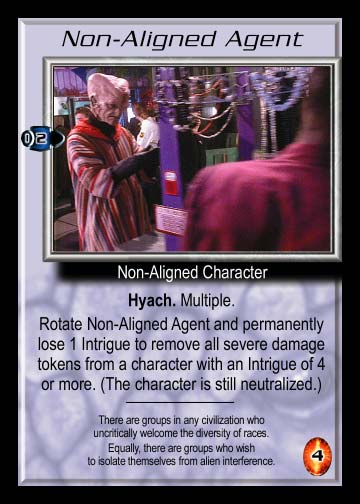 Non-Aligned Agent
2
Non-Aligned Character
Hyach. Multiple.
Rotate Non-Aligned Agent and permanently
lose 1 Intrigue to remove all severe damage
tokens from a character with an Intrigue of 4
or more. (The character is still neutralized.)
There are groups in any civilization who
uncritically welcome the diversity of races.
Equally, there are groups who wish
to isolate themselves from alien interference.
4